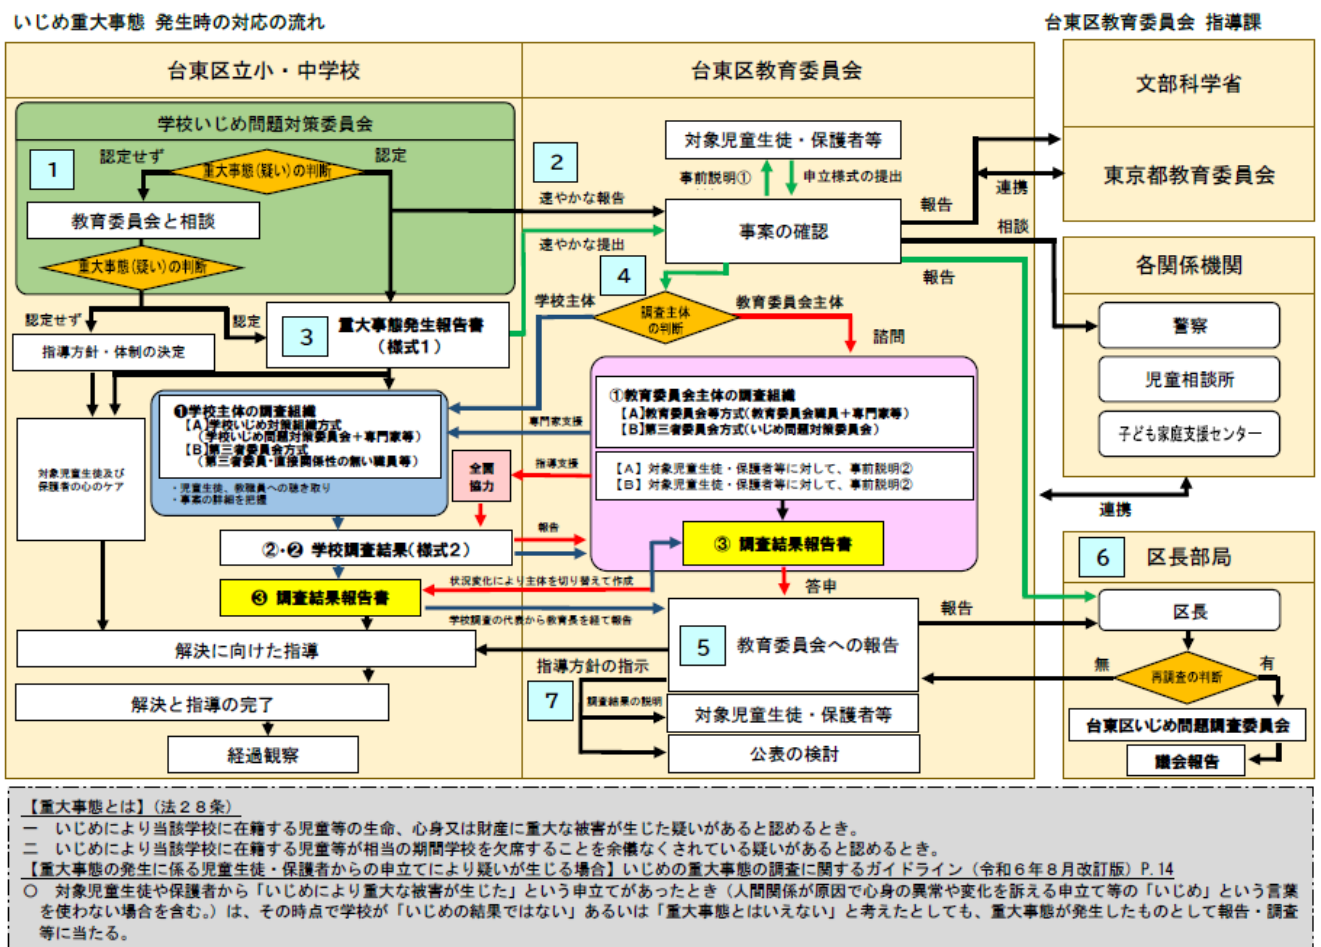 いじめ重大事態 発生時の対応の流れ
台東区教育委員会 指導課
台東区立小・中学校
台東区教育委員会
文部科学省
東京都教育委員会
学校いじめ問題対策委員会
1
認定せず
重大事態(疑い)の判断
認定
教育委員会と相談
重大事態(疑い)の判断
認定せず
認定
指導方針・体制の決定
3
重大事態発生報告書
(様式1)
2
対象児童生徒・保護者等
事前説明①
申立様式の提出
速やかな報告
事案の確認
速やかな提出
報告
連携
相談
報告
4
学校主体
調査主体
の判断
教育委員会主体
諮問
各関係機関
警察
児童相談所
子ども家庭支援センター
連携
❶学校主体の調査組織
【A】学校いじめ対策組織方式
(学校いじめ問題対策委員会+専門家等)
【B】第三者委員会方式
(第三者委員・直接関係性の無い職員等)
・児童生徒、教職員への聴き取り
・事案の詳細を把握
対象児童生徒及び
保護者の心のケア
専門家支援
指導支援
全面
協力
①教育委員会主体の調査組織
【A】教育委員会等方式(教育委員会職員+専門家等)
【B】第三者委員会方式(いじめ問題対策委員会)
【A】対象児童生徒・保護者等に対して、事前説明②
【B】対象児童生徒・保護者等に対して、事前説明②
③ 調査結果報告書
②・❷ 学校調査結果(様式2)
報告
❸ 調査結果報告書
状況変化により主体を切り替えて作成
学校調査の代表から教育長を経て報告
答申
5
教育委員会への報告
報告
解決に向けた指導
解決と指導の完了
経過観察
指導方針の指示
7
調査結果の説明
対象児童生徒・保護者等
公表の検討
6
区長部局
区長
無
再調査の判断
有
台東区いじめ問題調査委員会
議会報告
【重大事態とは】(法28条)
一 いじめにより当該学校に在籍する児童等の生命、心身又は財産に重大な被害が生じた疑いがあると認めるとき。
二 いじめにより当該学校に在籍する児童等が相当の期間学校を欠席することを余儀なくされている疑いがあると認めるとき。
【重大事態の発生に係る児童生徒・保護者からの申立てにより疑いが生じる場合】いじめの重大事態の調査に関するガイドライン(令和6年8月改訂版)P.14
○ 対象児童生徒や保護者から「いじめにより重大な被害が生じた」という申立てがあったとき(人間関係が原因で心身の異常や変化を訴える申立て等の「いじめ」という言葉
を使わない場合を含む。)は、その時点で学校が「いじめの結果ではない」あるいは「重大事態とはいえない」と考えたとしても、重大事態が発生したものとして報告・調査
等に当たる。